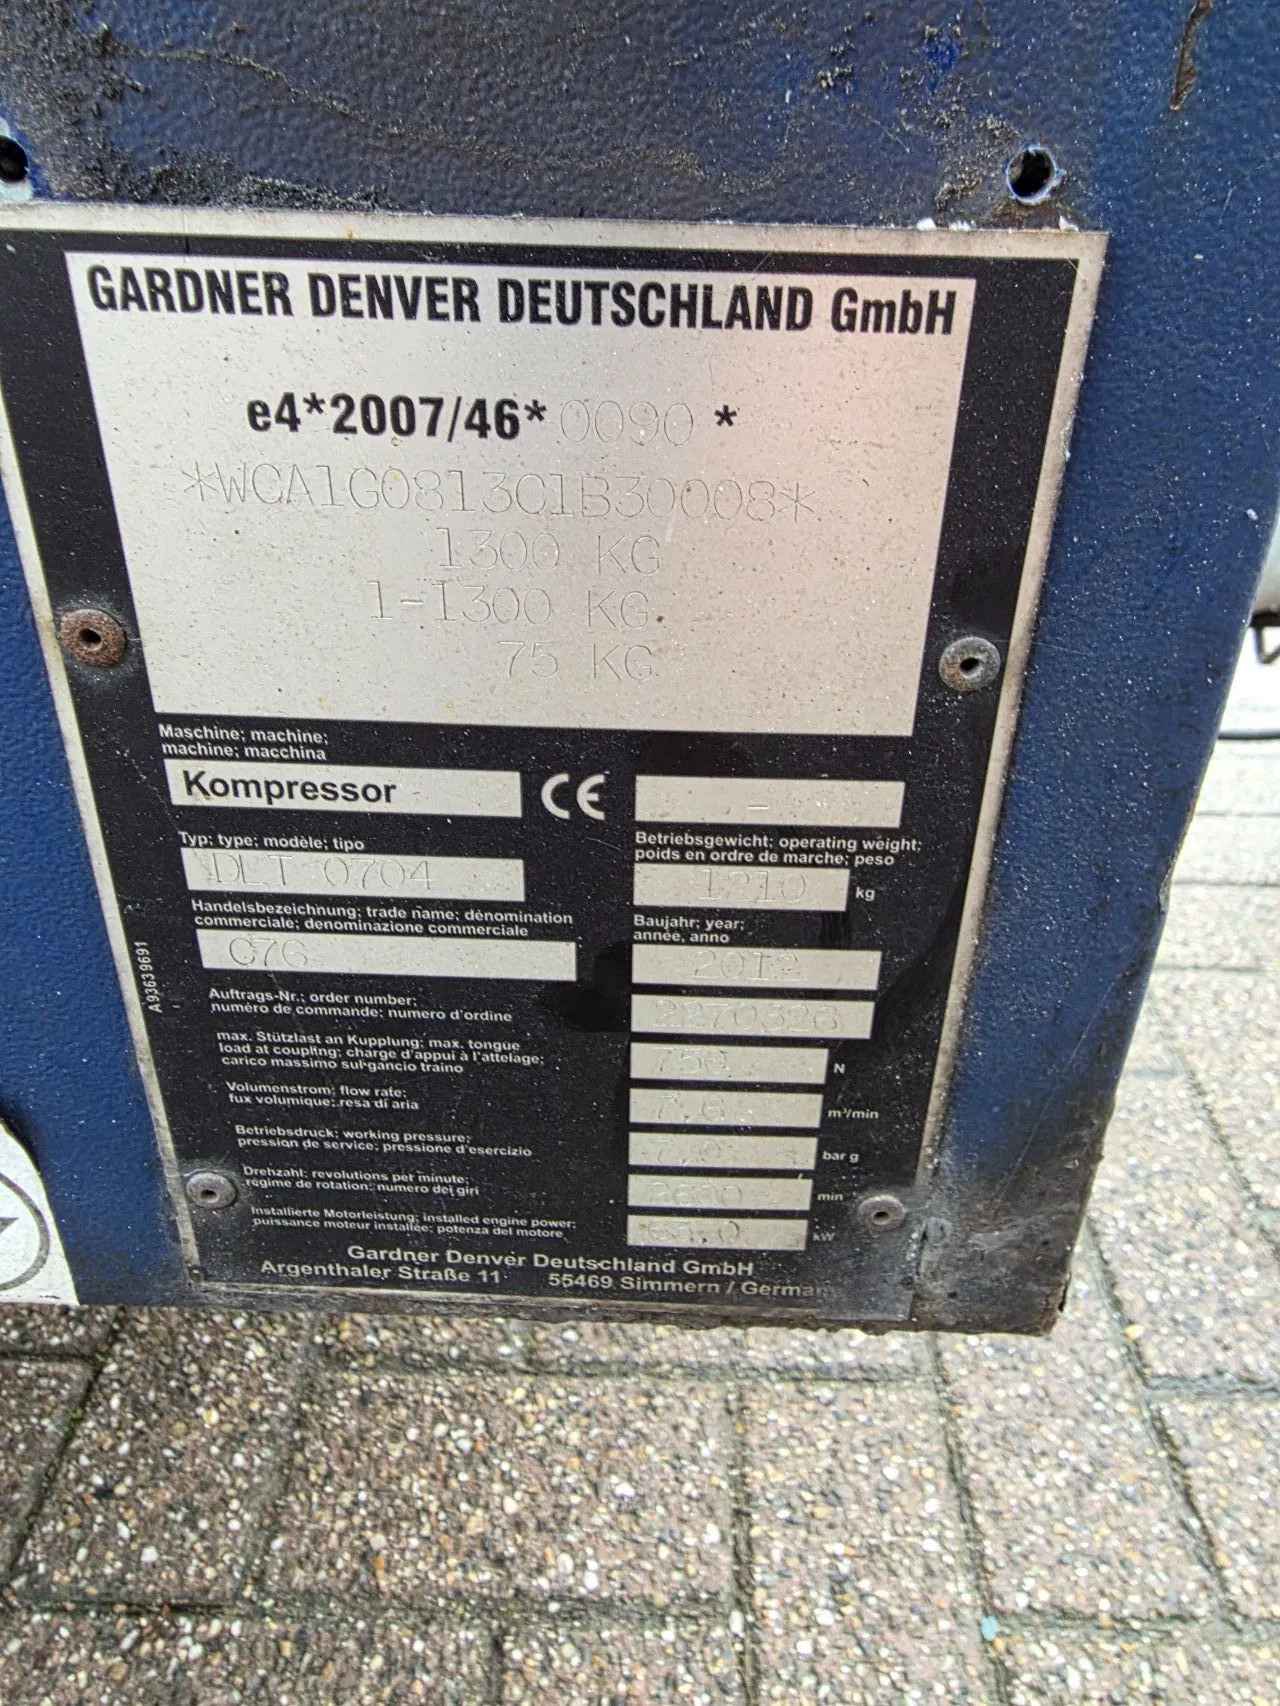 GARDNER DENVER DEUTSCHLAND GmbH
e4*2007/46*0090*
*WCA1G0813C1B30008*
1300 KG
1-1300 KG
75 KG
Maschine; machine;
machine; macchina
Kompressor
CE
-
Typ; type; modèle; tipo
DLT 0704
Betriebsgewicht; operating weight;
poids en ordre de marche; peso
1210 kg
Handelsbezeichnung; trade name; dénomination
commerciale; denominazione commerciale
C76
Baujahr; year;
année, anno
2012
A93639691
Auftrags-Nr.; order number;
numéro de commande; numero d'ordine
2270326
max. Stützlast an Kupplung; max. tongue
load at coupling; charge d'appui à l'attelage;
carico massimo sul gancio traino
750 N
Volumenstrom; flow rate;
fux volumique; resa di aria
7,6 m³/min
Betriebsdruck; working pressure;
pression de service; pressione d'esercizio
7,0 bar g
Drehzahl; revolutions per minute;
régime de rotation; numero dei giri
min
Installierte Motorleistung; installed engine power;
puissance moteur installée; potenza del motore
kW
Gardner Denver Deutschland GmbH
Argenthaler Straße 11 55469 Simmern / German